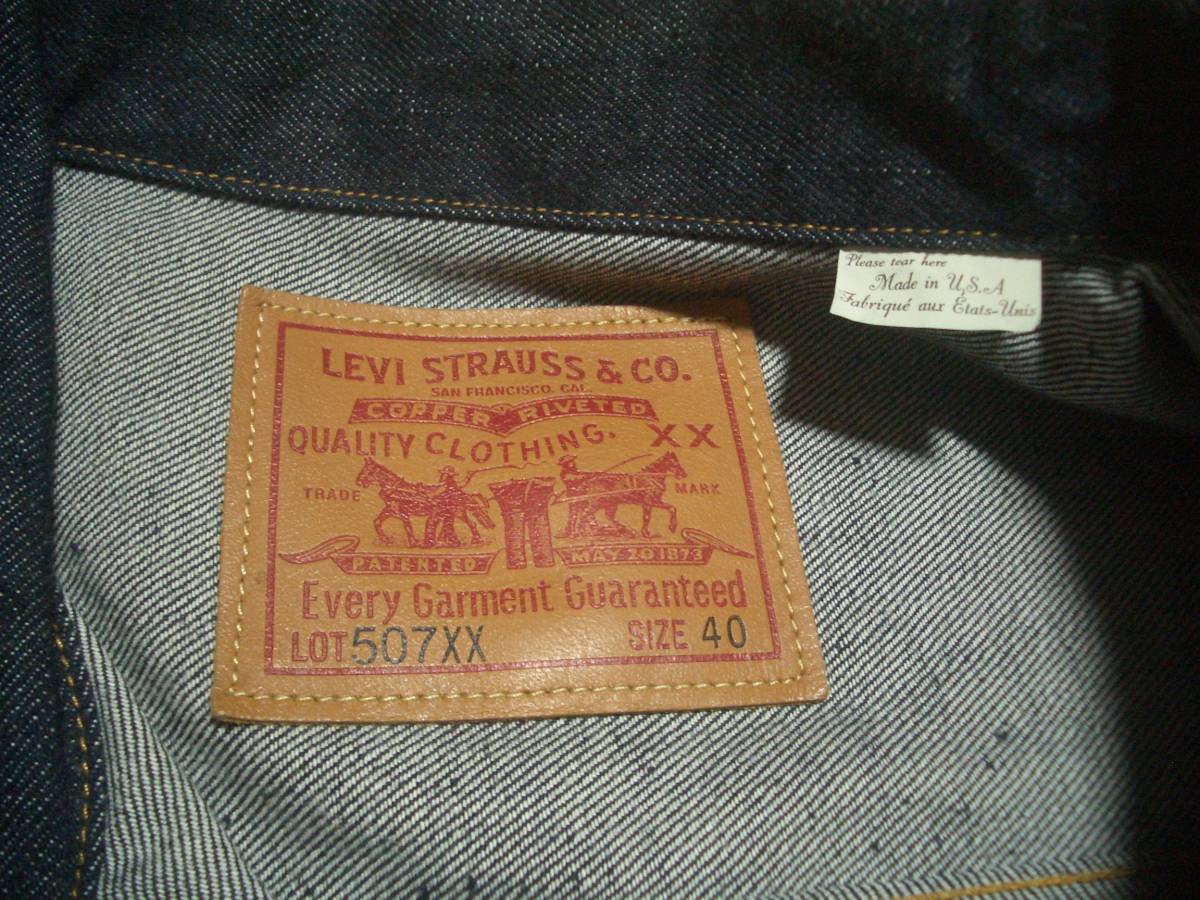 LEVI STRAUSS & CO.
SAN FRANCISCO. CAL.
COPPER RIVETED
QUALITY CLOTHING. XX
TRADE MARK
PATENTED MAY 20 1873
Every Garment Guaranteed
LOT 507XX SIZE 40
Please tear here
Made in U.S.A
Fabriqué aux États-Unis